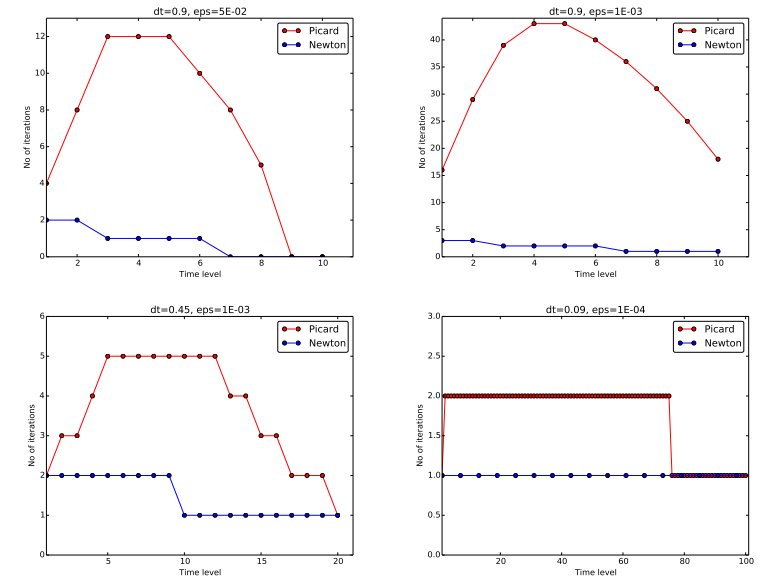 dt=0.9, eps=5E-02
12
10
8
6
4
2
0
No of iterations
2 4 6 8 10
Time level
Picard
Newton
dt=0.9, eps=1E-03
40
35
30
25
20
15
10
5
0
No of iterations
2 4 6 8 10
Time level
Picard
Newton
dt=0.45, eps=1E-03
6
5
4
3
2
1
0
No of iterations
5 10 15 20
Time level
Picard
Newton
dt=0.09, eps=1E-04
3.0
2.5
2.0
1.5
1.0
0.5
0.0
No of iterations
20 40 60 80 100
Time level
Picard
Newton